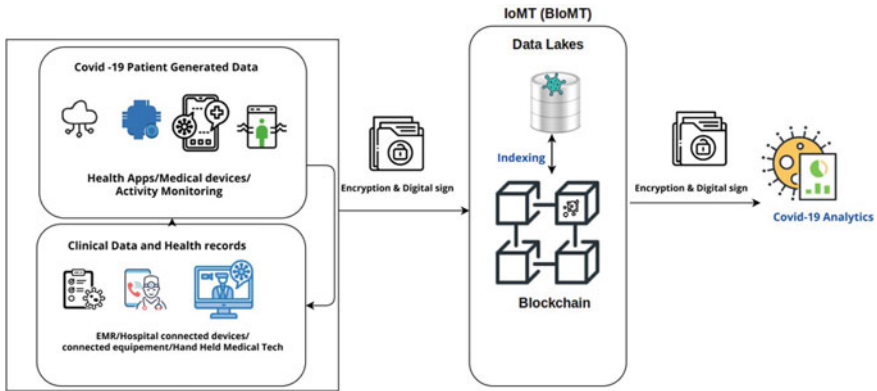 IoMT (BIoMT)
Covid -19 Patient Generated Data
Health Apps/Medical devices/
Activity Monitoring
Clinical Data and Health records
EMR/Hospital connected devices/
connected equipement/Hand Held Medical Tech
Encryption & Digital sign
Data Lakes
Indexing
Blockchain
Encryption & Digital sign
Covid-19 Analytics